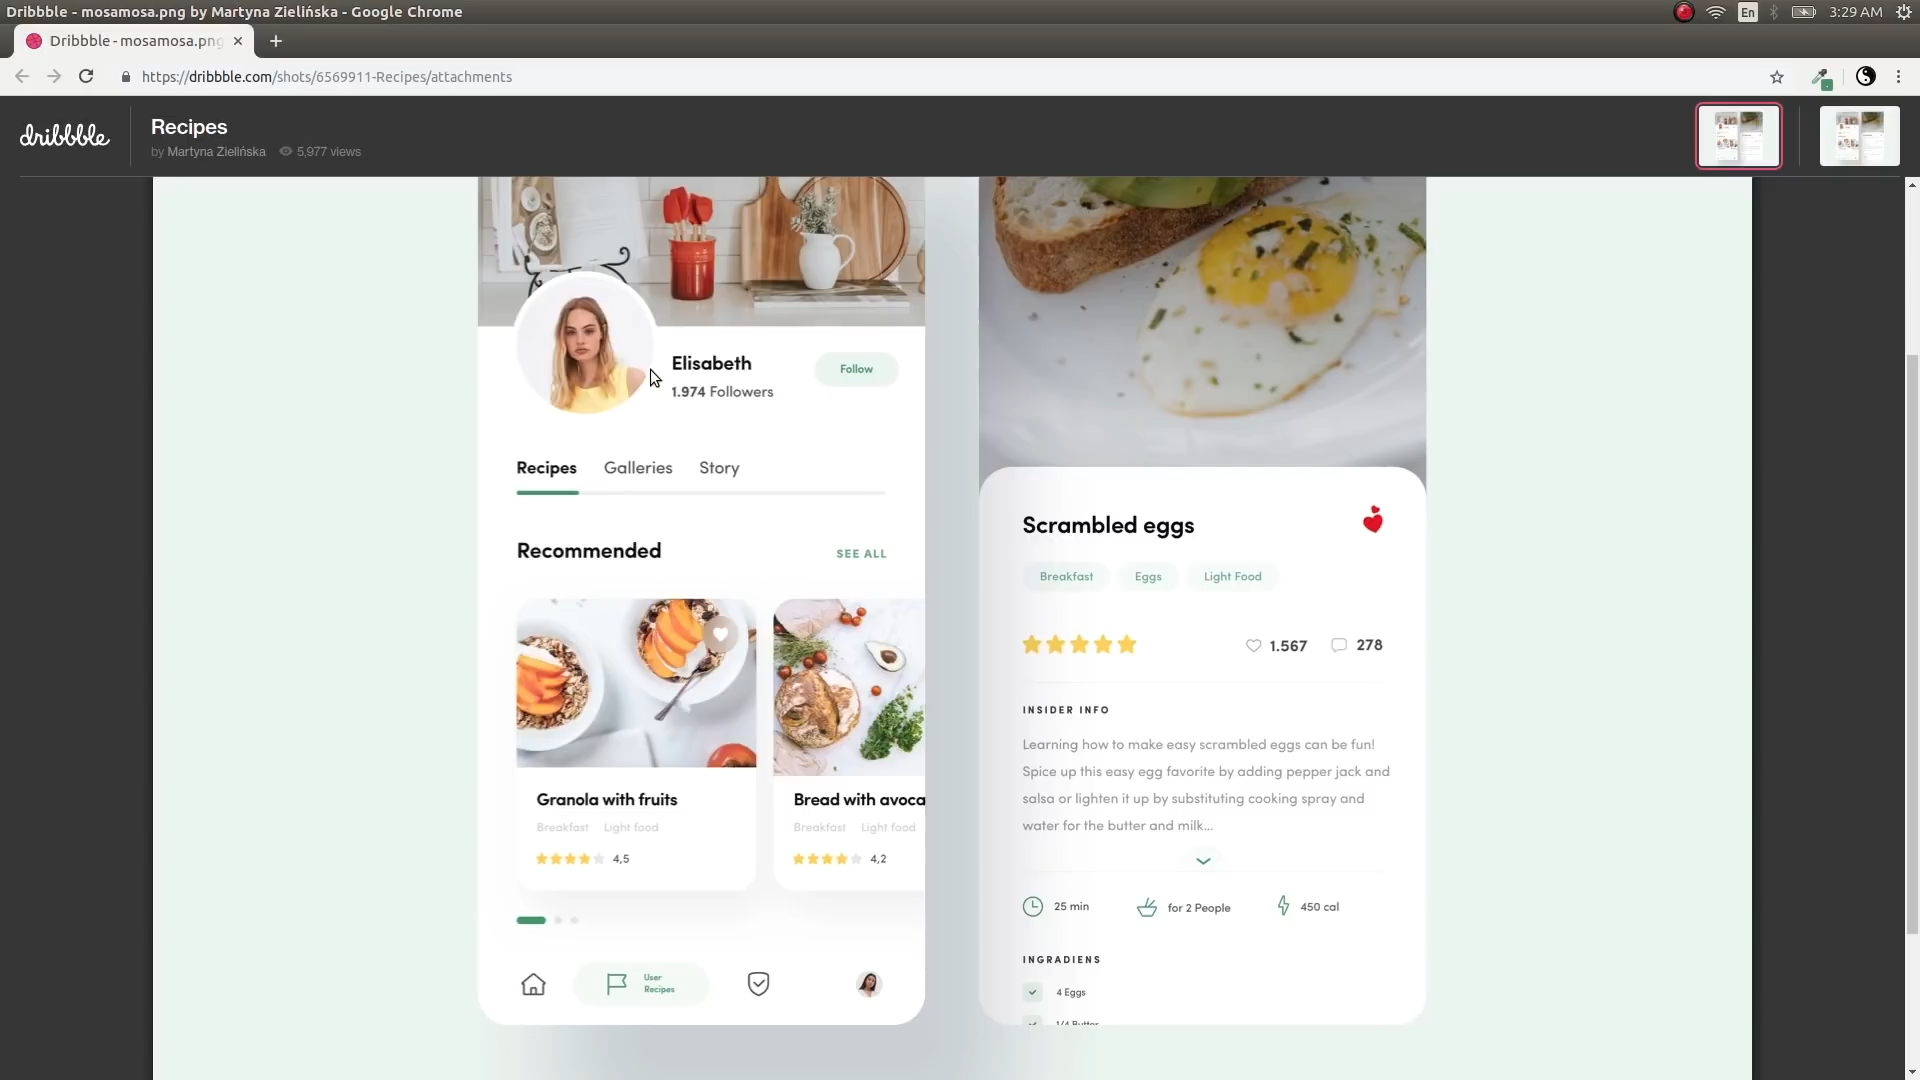 Dribbble - mosamosa.png by Martyna Zielińska - Google Chrome
En
3:29 AM
Dribbble - mosamosa.png
https://dribbble.com/shots/6569911-Recipes/attachments
dribbble
Recipes
by Martyna Zielińska 5,977 views
Elisabeth
1.974 Followers
Follow
Recipes Galleries Story
Recommended
SEE ALL
Granola with fruits
Breakfast Light food
4,5
Bread with avoca
Breakfast Light food
4,2
User
Recipes
Scrambled eggs
Breakfast Eggs Light Food
1.567 278
INSIDER INFO
Learning how to make easy scrambled eggs can be fun!
Spice up this easy egg favorite by adding pepper jack and
salsa or lighten it up by substituting cooking spray and
water for the butter and milk...
25 min for 2 People 450 cal
INGRADIENS
4 Eggs
1/4 Butter